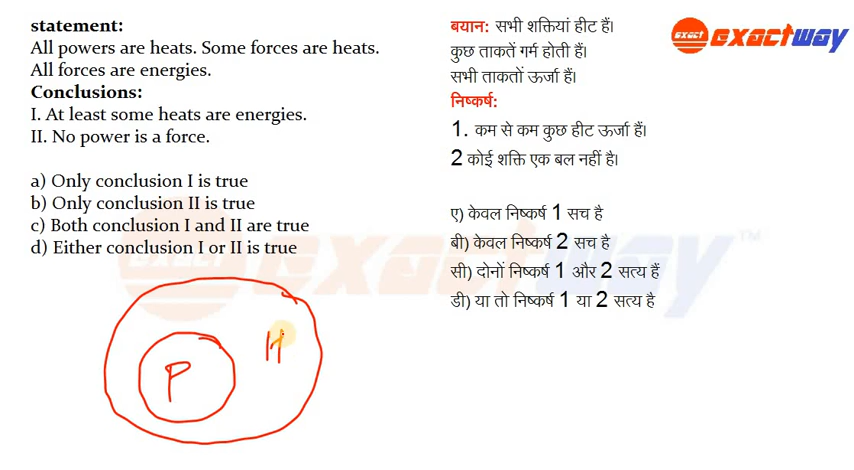 statement:
All powers are heats. Some forces are heats.
All forces are energies.
Conclusions:
I. At least some heats are energies.
II. No power is a force.
a) Only conclusion I is true
b) Only conclusion II is true
c) Both conclusion I and II are true
d) Either conclusion I or II is true
P
H
बयान: सभी शक्तियां हीट हैं।
कुछ ताकतें गर्म होती हैं।
सभी ताकतों ऊर्जा हैं।
निष्कर्ष:
1. कम से कम कुछ हीट ऊर्जा हैं।
2 कोई शक्ति एक बल नहीं है।
ए) केवल निष्कर्ष 1 सच है
बी) केवल निष्कर्ष 2 सच है
सी) दोनों निष्कर्ष 1 और 2 सत्य हैं
डी) या तो निष्कर्ष 1 या 2 सत्य है
EXACT exactway
EXACT exactway TM